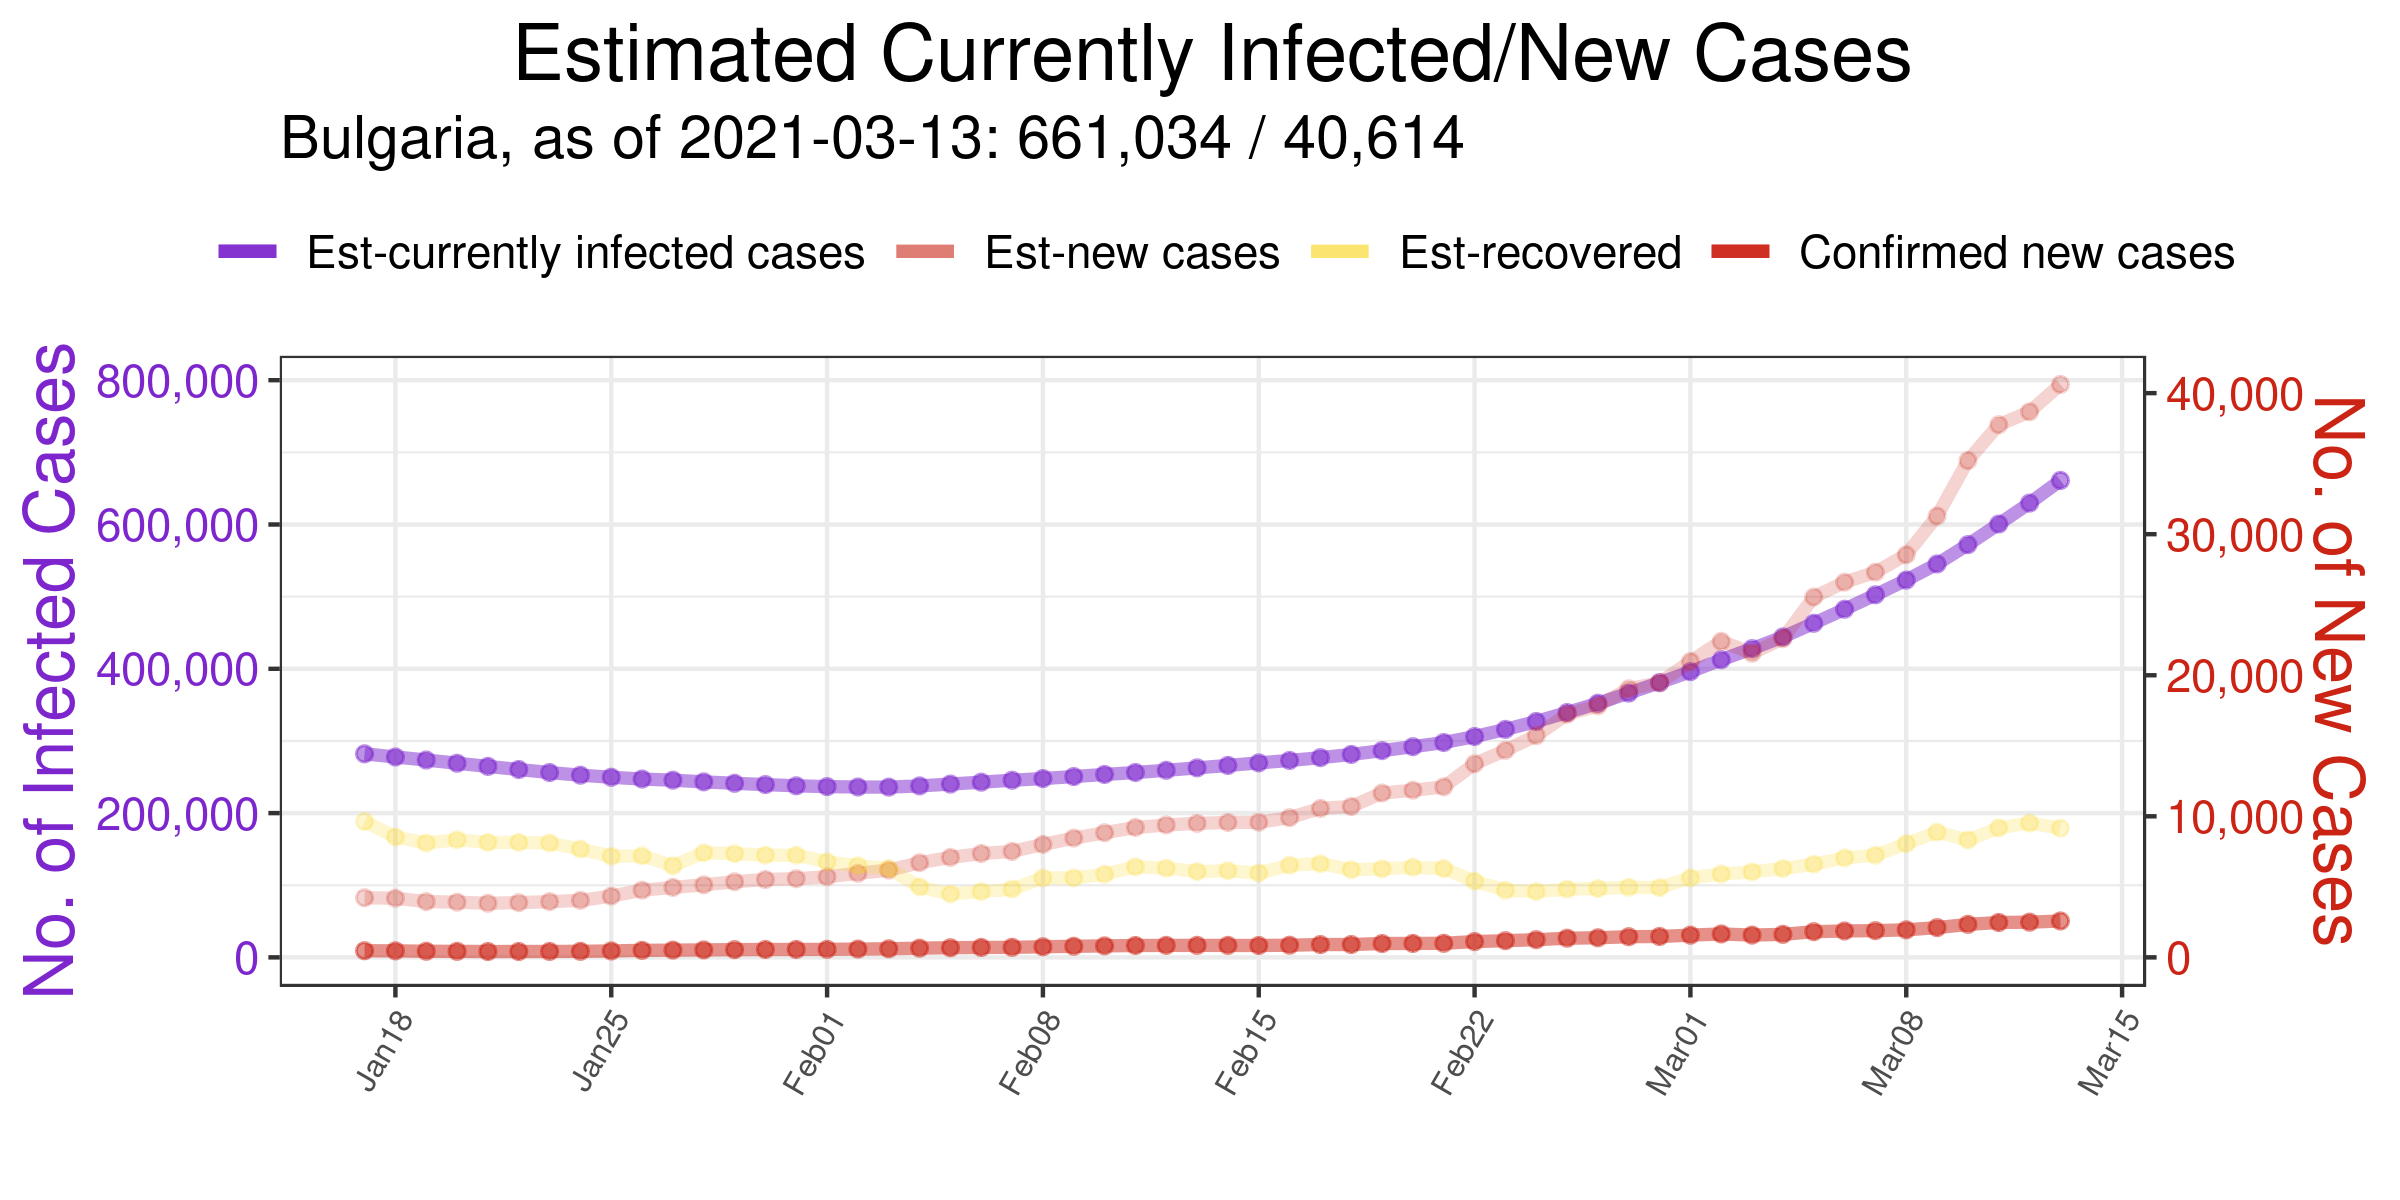 Estimated Currently Infected/New Cases
Bulgaria, as of 2021-03-13: 661,034 / 40,614
Est-currently infected cases Est-new cases Est-recovered Confirmed new cases
No. of Infected Cases
800,000
600,000
400,000
200,000
0
40,000
30,000
20,000
10,000
0
No. of New Cases
Jan18 Jan25 Feb01 Feb08 Feb15 Feb22 Mar01 Mar08 Mar15